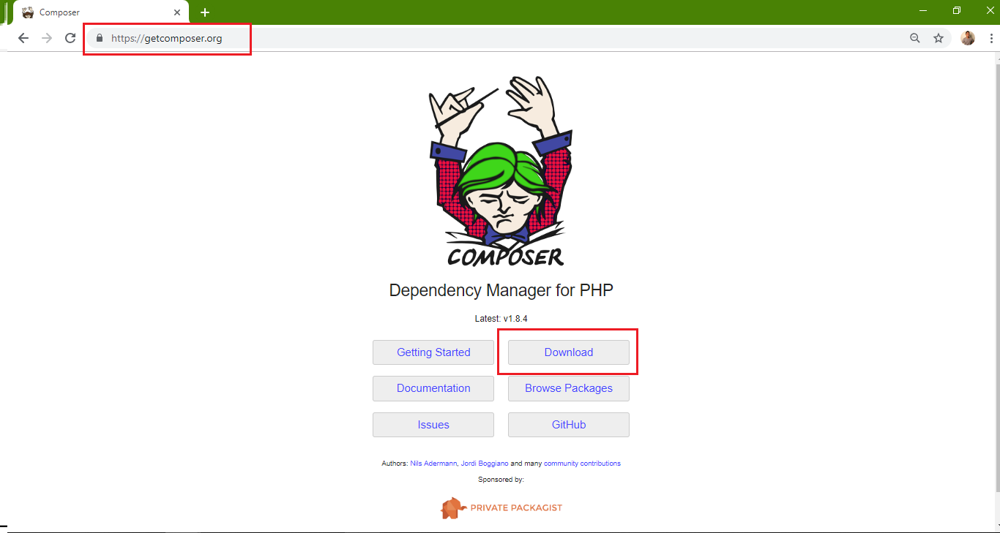 Composer
https://getcomposer.org
COMPOSER
Dependency Manager for PHP
Latest: v1.8.4
Getting Started
Download
Documentation
Browse Packages
Issues
GitHub
Authors: Nils Adermann, Jordi Boggiano and many community contributions
Sponsored by:
PRIVATE PACKAGIST